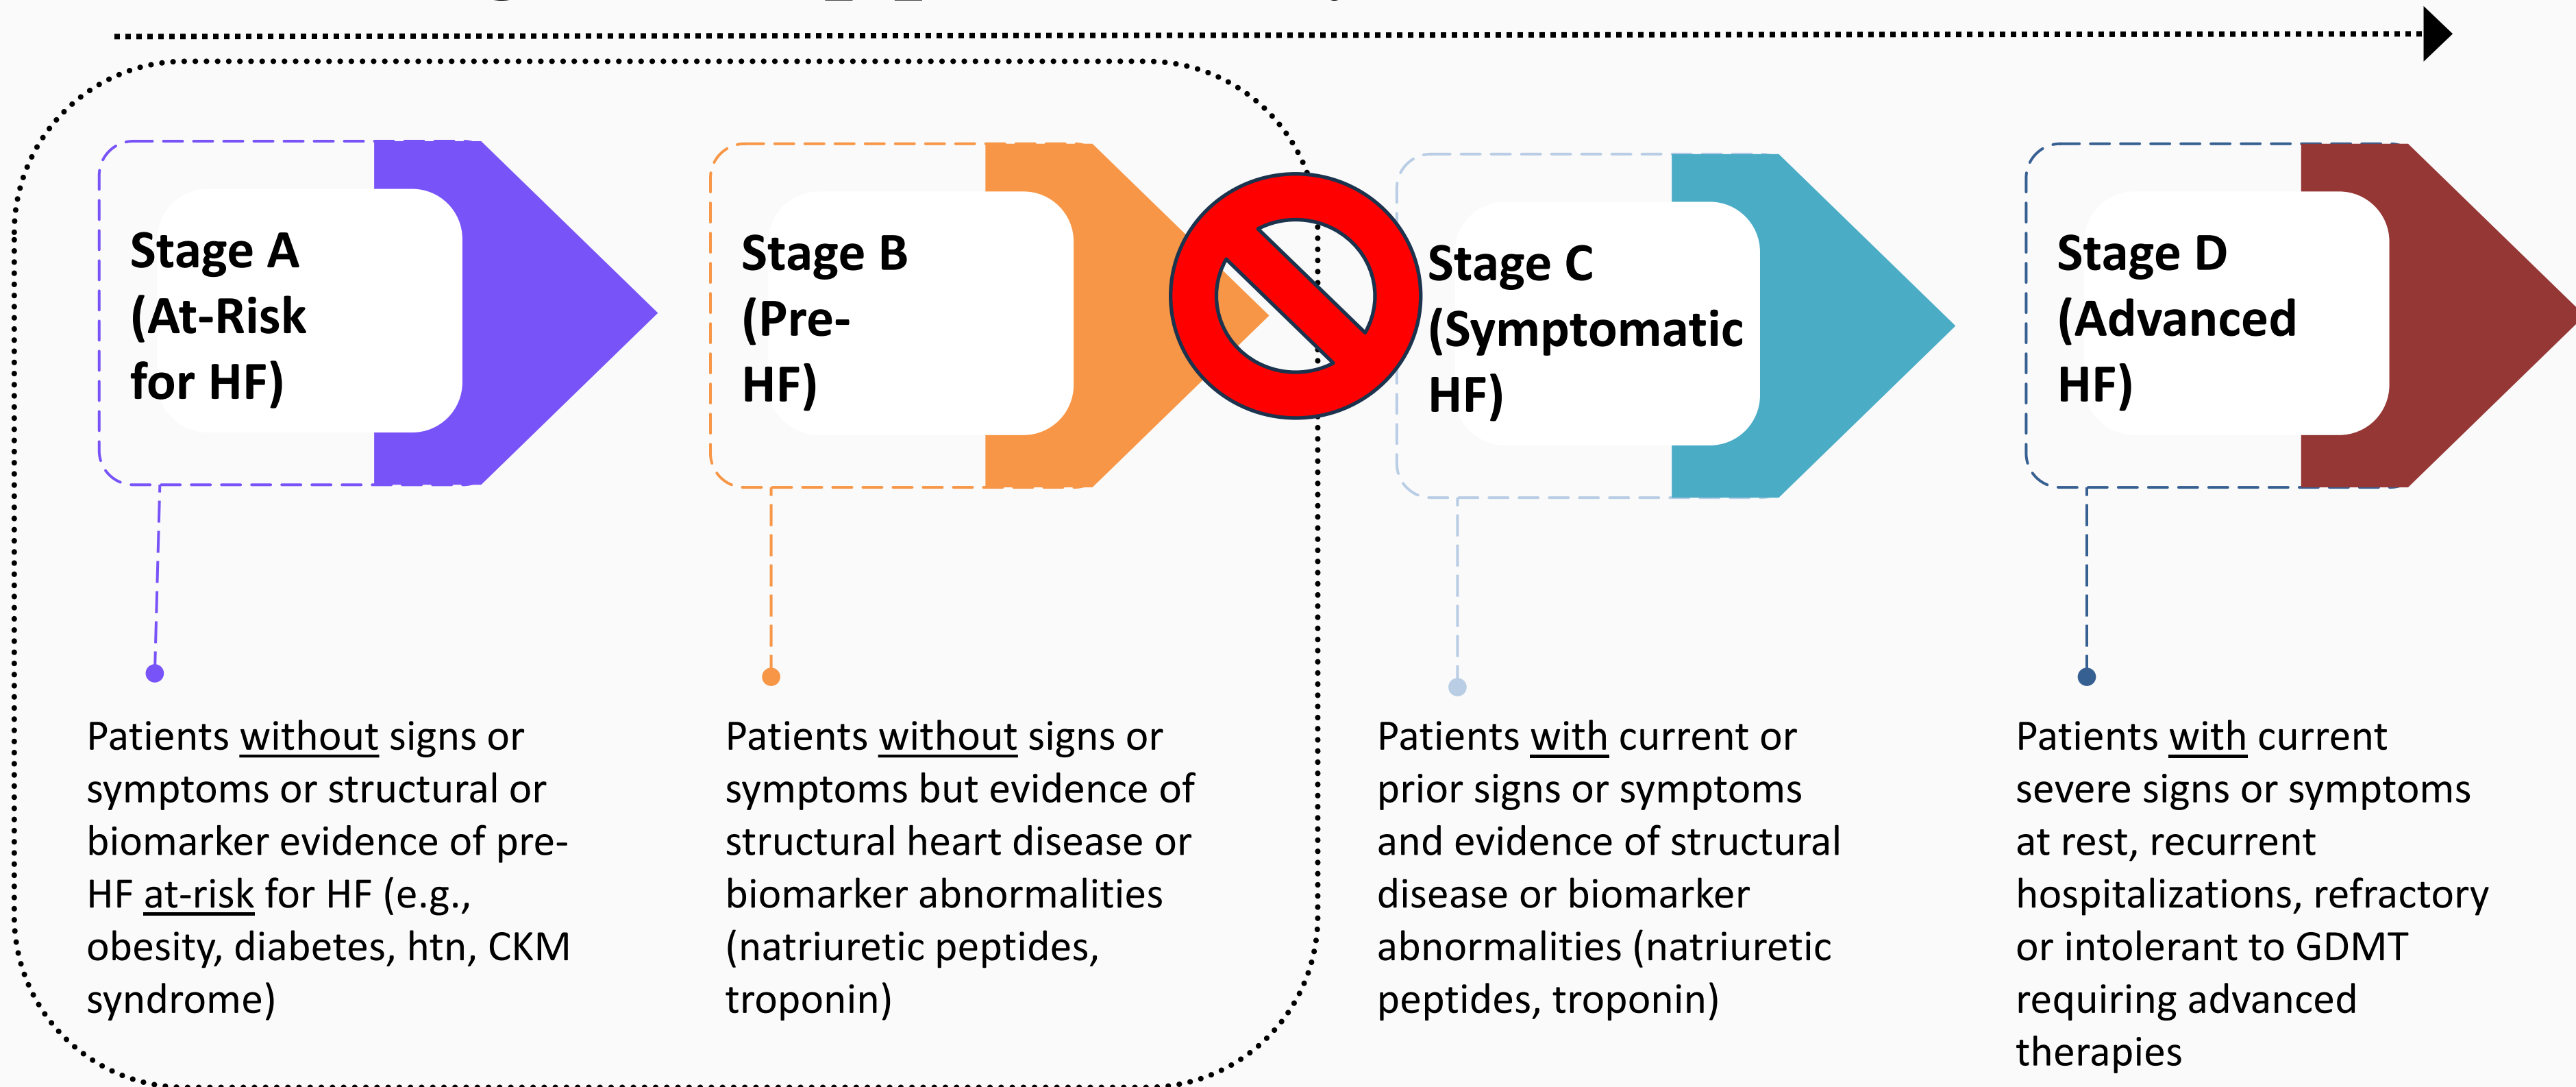 Stage A
(At-Risk
for HF)
Stage B
(Pre-
HF)
Stage C
(Symptomatic
HF)
Stage D
(Advanced
HF)
Patients without signs or
symptoms or structural or
biomarker evidence of pre-
HF at-risk for HF (e.g.,
obesity, diabetes, htn, CKM
syndrome)
Patients without signs or
symptoms but evidence of
structural heart disease or
biomarker abnormalities
(natriuretic peptides,
troponin)
Patients with current or
prior signs or symptoms
and evidence of structural
disease or biomarker
abnormalities (natriuretic
peptides, troponin)
Patients with current
severe signs or symptoms
at rest, recurrent
hospitalizations, refractory
or intolerant to GDMT
requiring advanced
therapies